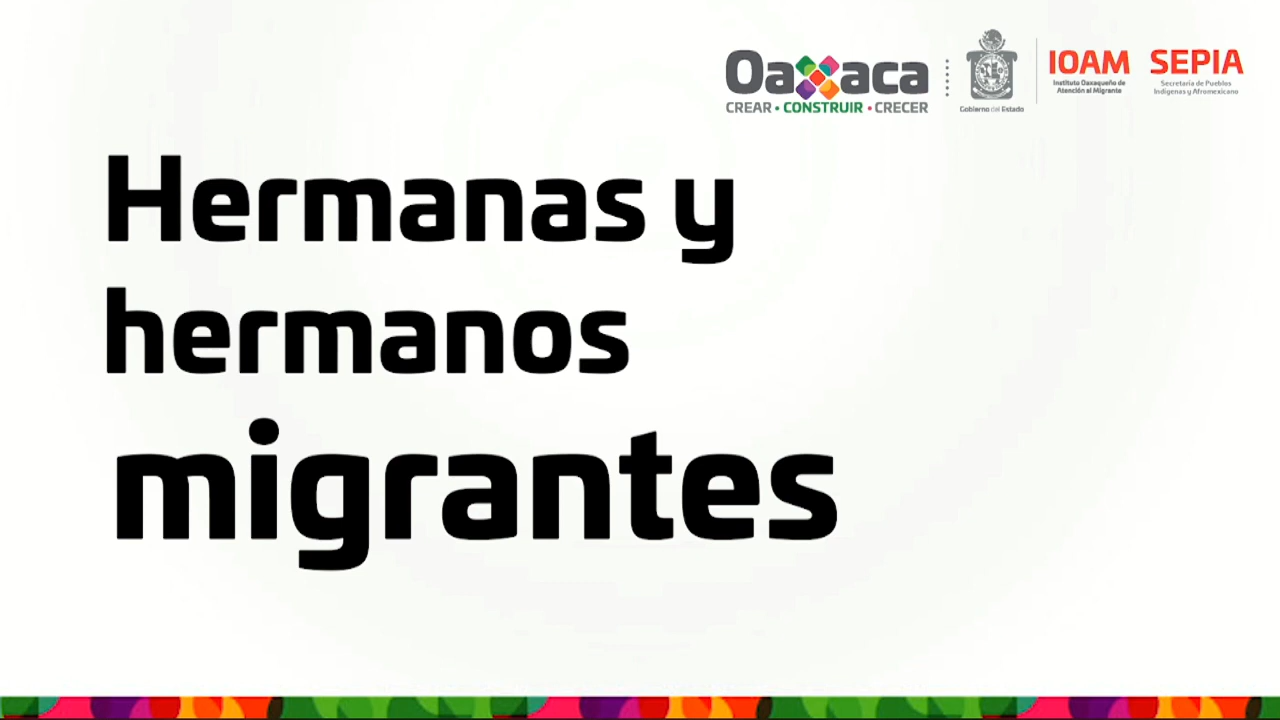 Oaxaca
CREAR • CONSTRUIR • CRECER
Gobierno del Estado
IOAM
Instituto Oaxaqueño de
Atención al Migrante
SEPIA
Secretaría de Pueblos
Indígenas y Afromexicano
Hermanas y
hermanos
migrantes